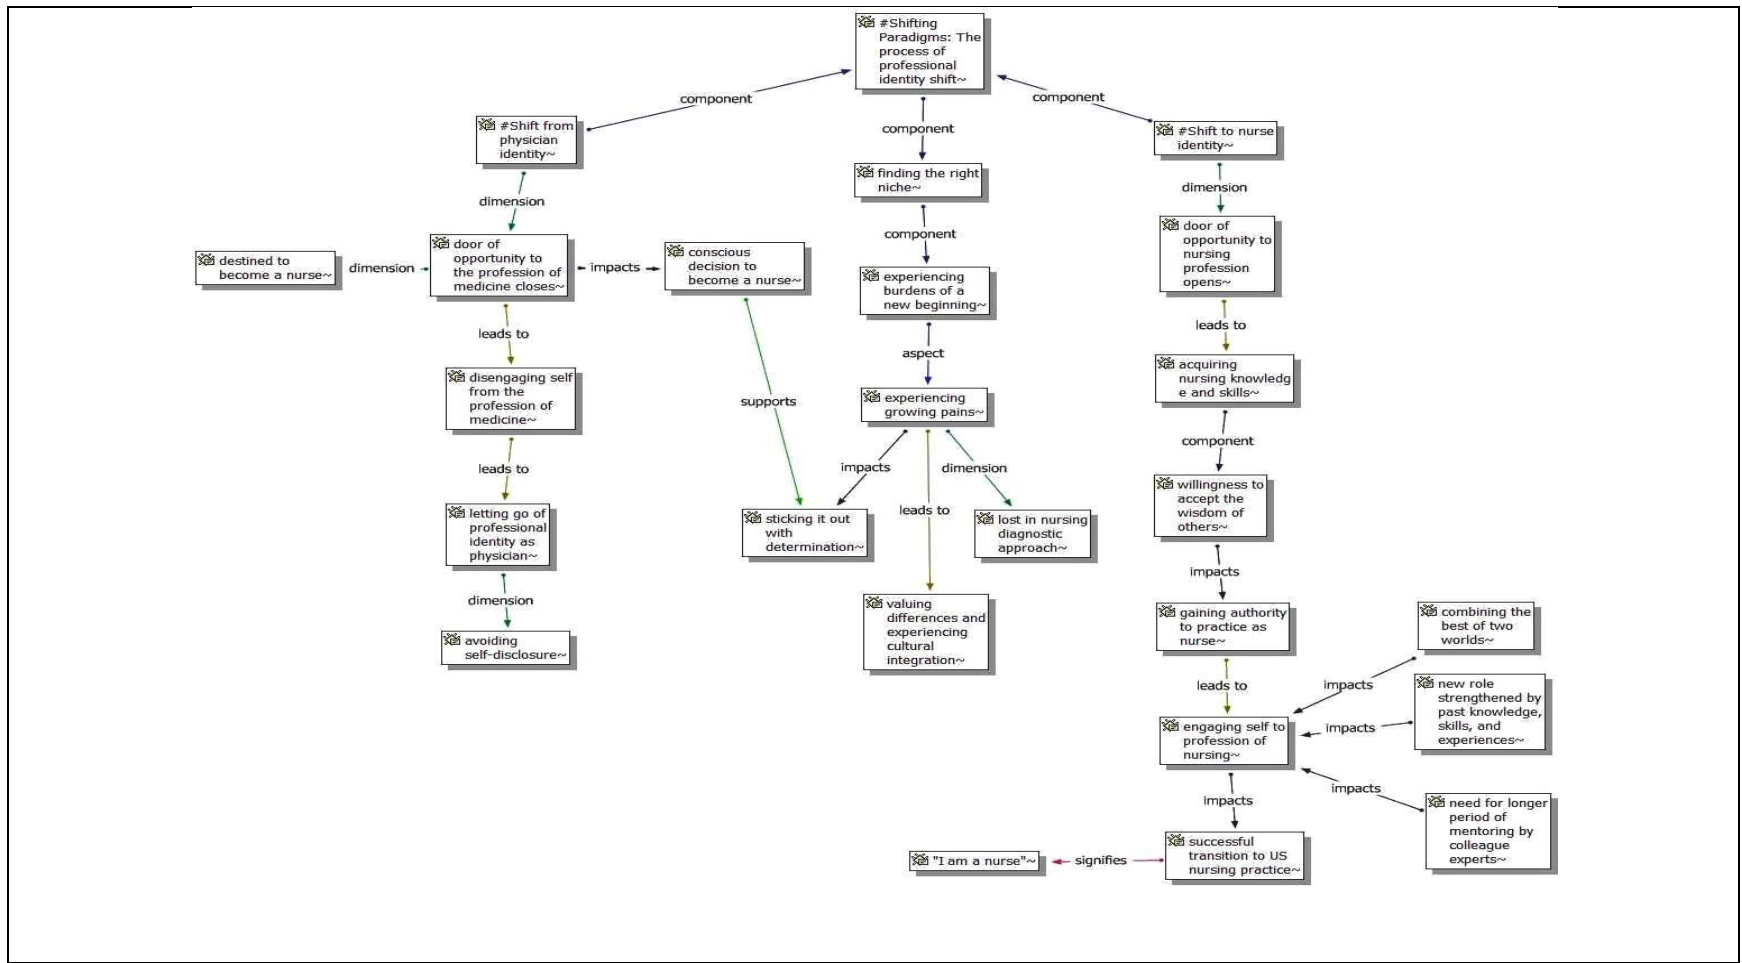 #Shifting
Paradigms: The
process of
professional
identity shift~
component
component
component
#Shift from
physician
identity~
#Shift to nurse
identity~
finding the right
niche~
dimension
dimension
component
destined to
become a nurse~
dimension
door of
opportunity to
the profession of
medicine closes~
impacts
conscious
decision to
become a nurse~
experiencing
burdens of a
new beginning~
door of
opportunity to
nursing
profession
opens~
leads to
aspect
leads to
disengaging self
from the
profession of
medicine~
supports
experiencing
growing pains~
acquiring
nursing knowledg
e and skills~
leads to
impacts
leads to
dimension
component
letting go of
professional
identity as
physician~
sticking it out
with
determination~
lost in nursing
diagnostic
approach~
willingness to
accept the
wisdom of
others~
dimension
impacts
avoiding
self-disclosure~
valuing
differences and
experiencing
cultural
integration~
gaining authority
to practice as
nurse~
combining the
best of two
worlds~
leads to
impacts
new role
strengthened by
past knowledge,
skills, and
experiences~
impacts
engaging self to
profession of
nursing~
impacts
need for longer
period of
mentoring by
colleague
experts~
impacts
successful
transition to US
nursing practice~
signifies
"I am a nurse"~